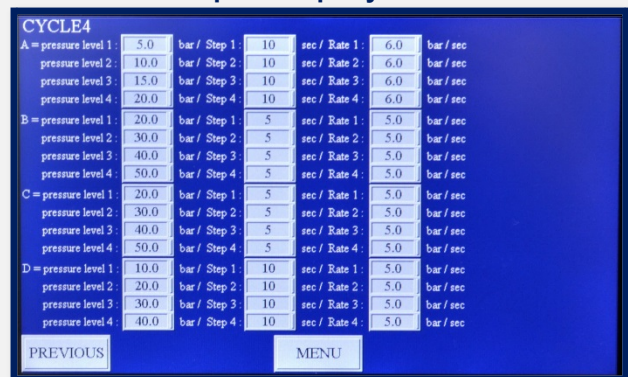 CYCLE4
A = pressure level 1 : 5.0 bar / Step 1 : 10 sec / Rate 1 : 6.0 bar / sec
pressure level 2 : 10.0 bar / Step 2 : 10 sec / Rate 2 : 6.0 bar / sec
pressure level 3 : 15.0 bar / Step 3 : 10 sec / Rate 3 : 6.0 bar / sec
pressure level 4 : 20.0 bar / Step 4 : 10 sec / Rate 4 : 6.0 bar / sec
B = pressure level 1 : 20.0 bar / Step 1 : 5 sec / Rate 1 : 5.0 bar / sec
pressure level 2 : 30.0 bar / Step 2 : 5 sec / Rate 2 : 5.0 bar / sec
pressure level 3 : 40.0 bar / Step 3 : 5 sec / Rate 3 : 5.0 bar / sec
pressure level 4 : 50.0 bar / Step 4 : 5 sec / Rate 4 : 5.0 bar / sec
C = pressure level 1 : 20.0 bar / Step 1 : 5 sec / Rate 1 : 5.0 bar / sec
pressure level 2 : 30.0 bar / Step 2 : 5 sec / Rate 2 : 5.0 bar / sec
pressure level 3 : 40.0 bar / Step 3 : 5 sec / Rate 3 : 5.0 bar / sec
pressure level 4 : 50.0 bar / Step 4 : 5 sec / Rate 4 : 5.0 bar / sec
D = pressure level 1 : 10.0 bar / Step 1 : 10 sec / Rate 1 : 5.0 bar / sec
pressure level 2 : 20.0 bar / Step 2 : 10 sec / Rate 2 : 5.0 bar / sec
pressure level 3 : 30.0 bar / Step 3 : 10 sec / Rate 3 : 5.0 bar / sec
pressure level 4 : 40.0 bar / Step 4 : 10 sec / Rate 4 : 5.0 bar / sec
PREVIOUS MENU